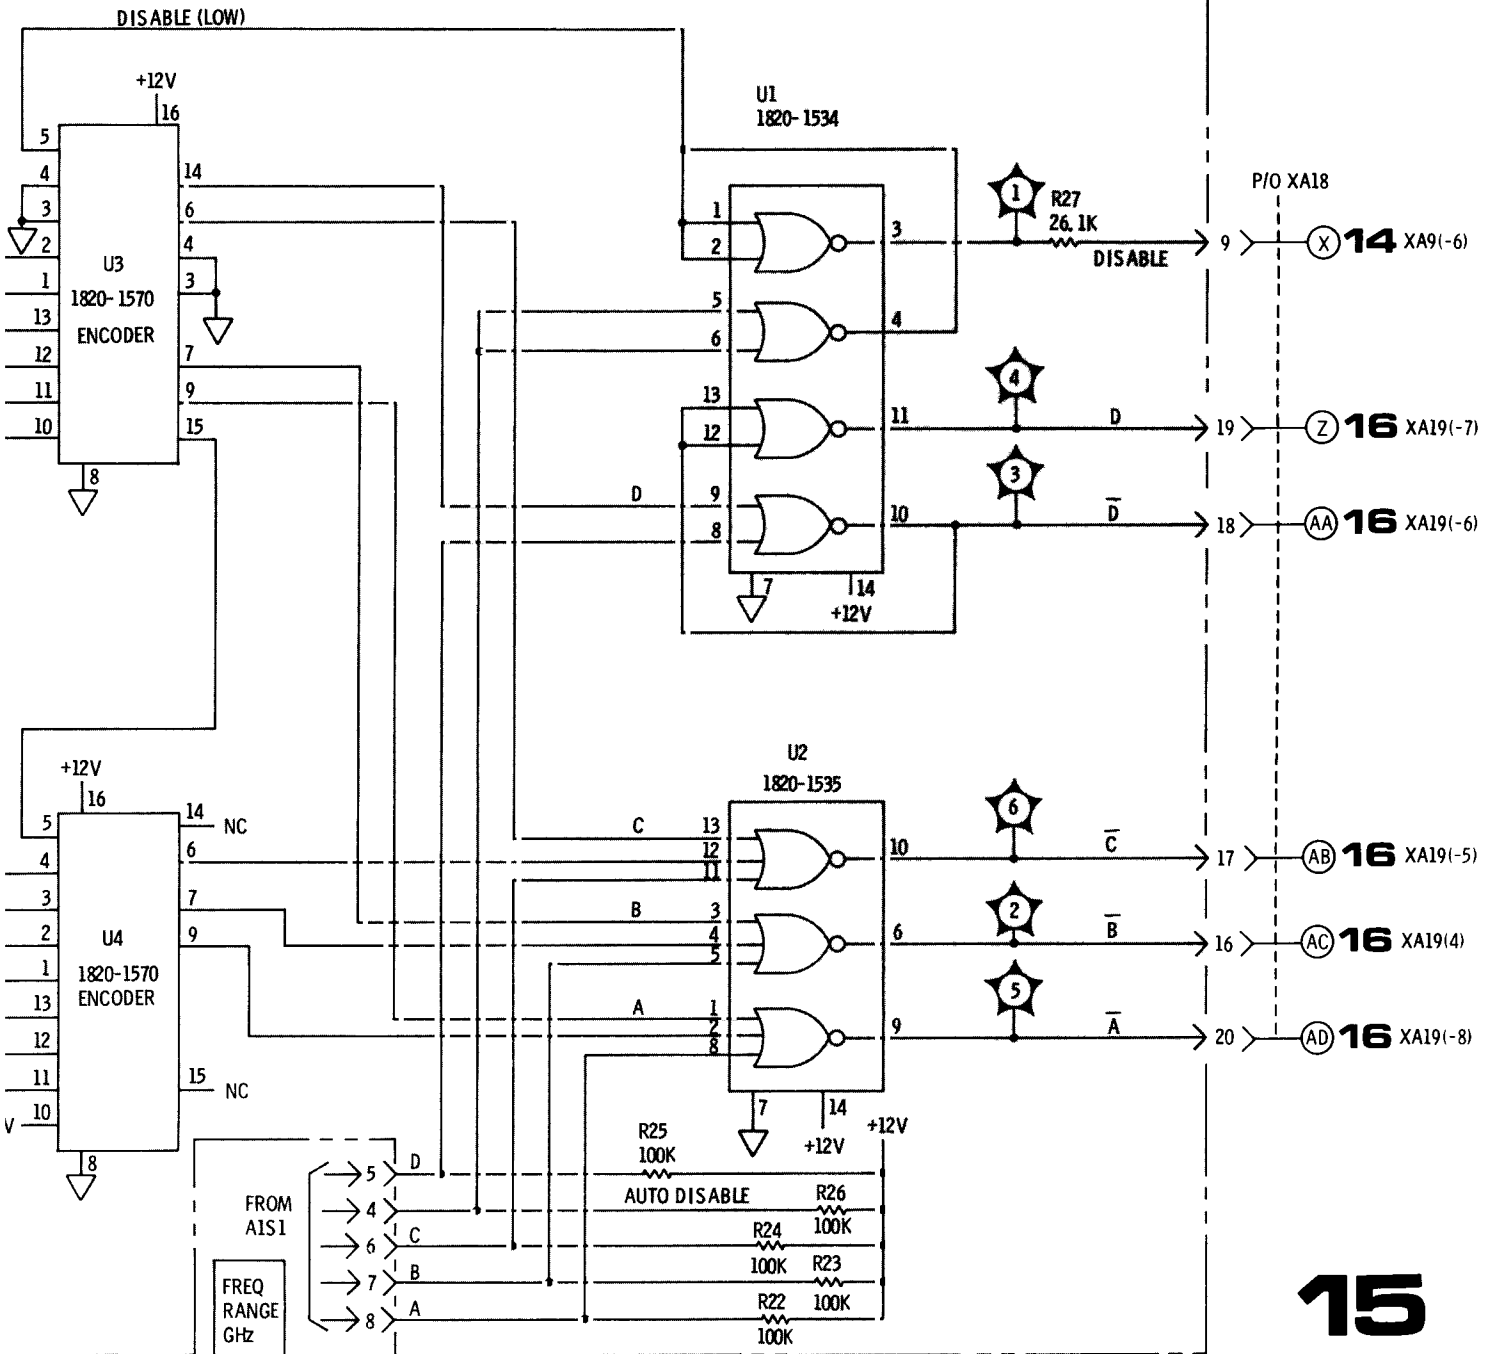 DISABLE (LOW)
+12V
16
5
4
3
2
1
13
12
11
10
14
6
4
3
7
9
15
8
U3
1820-1570
ENCODER
U1
1820-1534
1
2
3
5
6
4
13
12
11
9
8
10
D
7
14
+12V
1
R27
26.1K
DISABLE
9
P/O XA18
X
14 XA9(-6)
4
D
19
Z
16 XA19(-7)
3
D̅
18
AA
16 XA19(-6)
+12V
16
5
4
3
2
1
13
12
11
10
V
14
NC
6
7
9
15
NC
8
U4
1820-1570
ENCODER
U2
1820-1535
C
13
12
11
10
B
3
4
5
6
A
1
2
8
9
7
14
+12V
+12V
6
C̅
17
AB
16 XA19(-5)
2
B̅
16
AC
16 XA19(4)
5
A̅
20
AD
16 XA19(-8)
FROM
A1S1
5 D
4
6 C
7 B
8 A
FREQ
RANGE
GHz
R25
100K
AUTO DISABLE
R26
100K
R24
100K
R23
100K
R22
100K
15